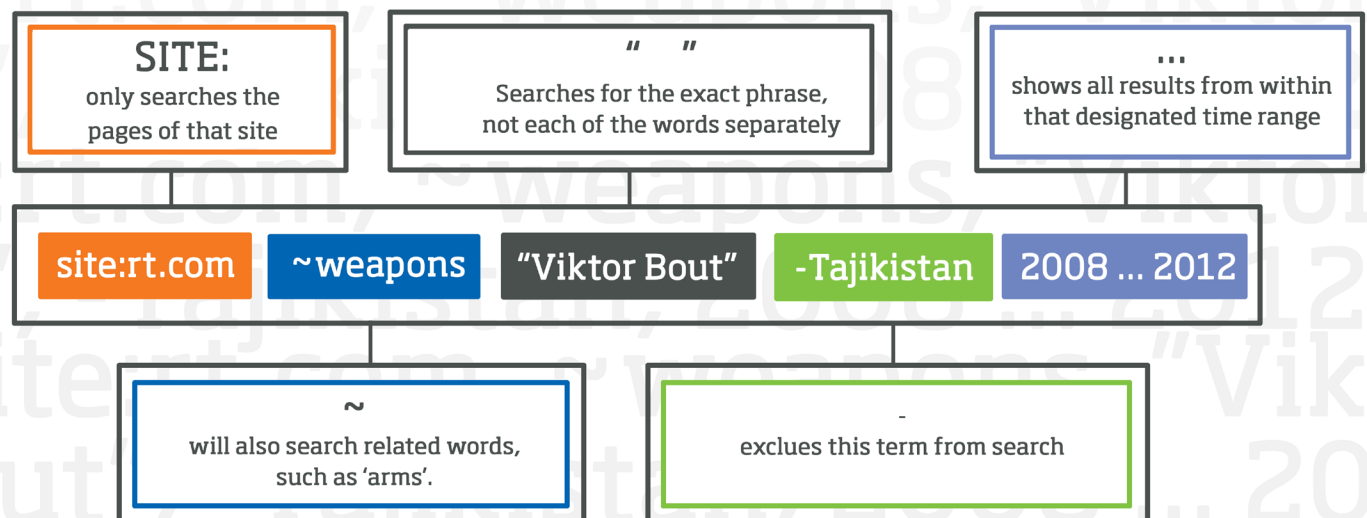 SITE:
only searches the
pages of that site
“ ”
Searches for the exact phrase,
not each of the words separately
...
shows all results from within
that designated time range
site:rt.com ~weapons “Viktor Bout” -Tajikistan 2008 ... 2012
~
will also search related words,
such as ‘arms’.
-
exclues this term from search